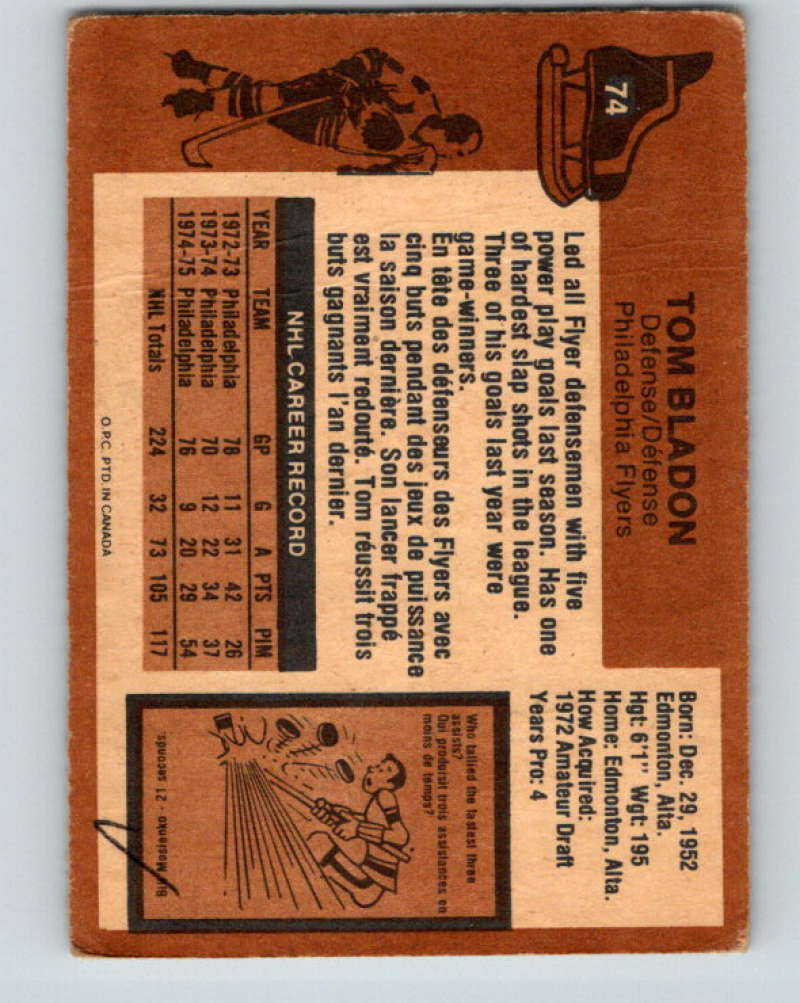 74
TOM BLADON
Defense/Défense
Philadelphia Flyers
Led all Flyer defensemen with five
power play goals last season. Has one
of hardest slap shots in the league.
Three of his goals last year were
game-winners.
En tête des défenseurs des Flyers avec
cinq buts pendant des jeux de puissance
la saison dernière. Son lancer frappé
est vraiment redouté. Tom réussit trois
buts gagnants l'an dernier.
NHL CAREER RECORD
YEAR TEAM GP G A PTS PIM
1972-73 Philadelphia 78 11 31 42 26
1973-74 Philadelphia 70 12 22 34 37
1974-75 Philadelphia 76 9 20 29 54
NHL Totals 224 32 73 105 117
O.P.C. PTD. IN CANADA
Born: Dec. 29, 1952
Edmonton, Alta.
Hgt: 6'1" Wgt: 195
Home: Edmonton, Alta.
How Acquired:
1972 Amateur Draft
Years Pro: 4
Who tallied the fastest three
assists?
Qui produisit trois assistances en
moins de temps?
Bill Mosienko - 21 seconds.